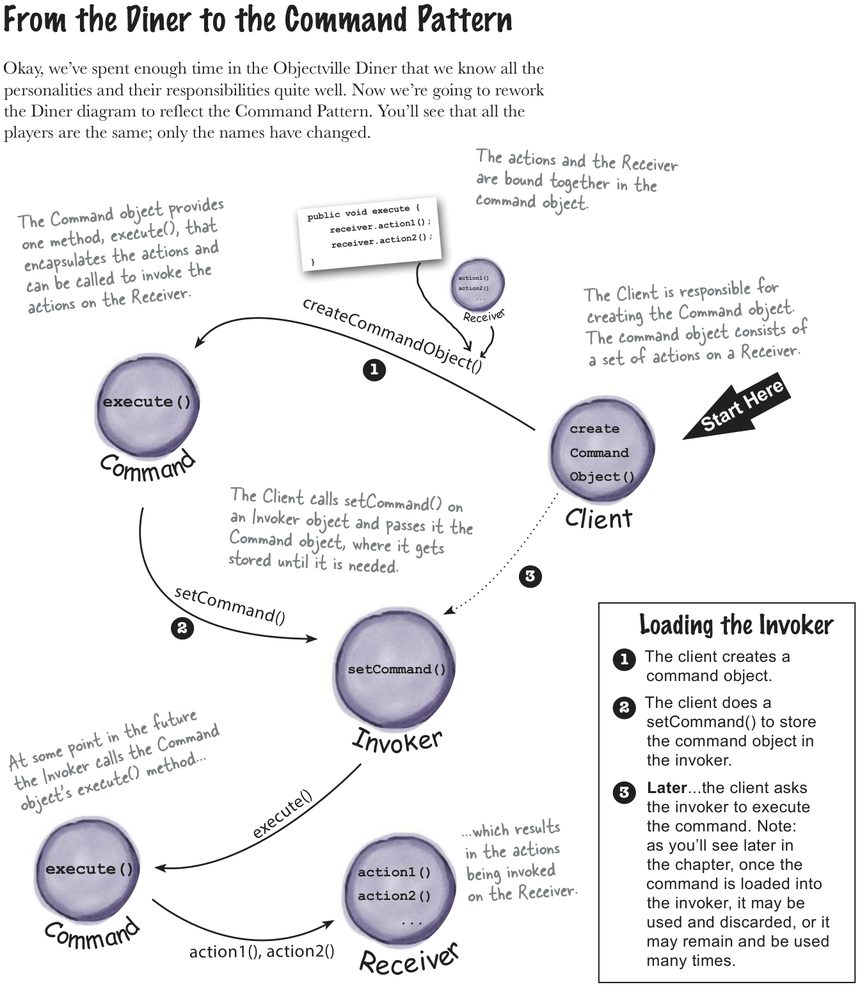 From the Diner to the Command Pattern
Okay, we've spent enough time in the Objectville Diner that we know all the
personalities and their responsibilities quite well. Now we're going to rework
the Diner diagram to reflect the Command Pattern. You'll see that all the
players are the same; only the names have changed.
The actions and the Receiver
are bound together in the
command object.
The Command object provides
one method, execute(), that
encapsulates the actions and
can be called to invoke the
actions on the Receiver.
public void execute {
receiver.action1();
receiver.action2();
}
action1()
action2()
...
Receiver
The Client is responsible for
creating the Command object.
The command object consists of
a set of actions on a Receiver.
createCommandObject()
1
Start Here
execute()
Command
create
Command
Object()
Client
The Client calls setCommand() on
an Invoker object and passes it the
Command object, where it gets
stored until it is needed.
3
setCommand()
2
setCommand()
Invoker
Loading the Invoker
1 The client creates a
command object.
2 The client does a
setCommand() to store
the command object in
the invoker.
3 Later...the client asks
the invoker to execute
the command. Note:
as you'll see later in
the chapter, once the
command is loaded into
the invoker, it may be
used and discarded, or it
may remain and be used
many times.
At some point in the future
the Invoker calls the Command
object's execute() method...
execute()
execute()
Command
action1(), action2()
action1()
action2()
...
Receiver
...which results
in the actions
being invoked
on the Receiver.